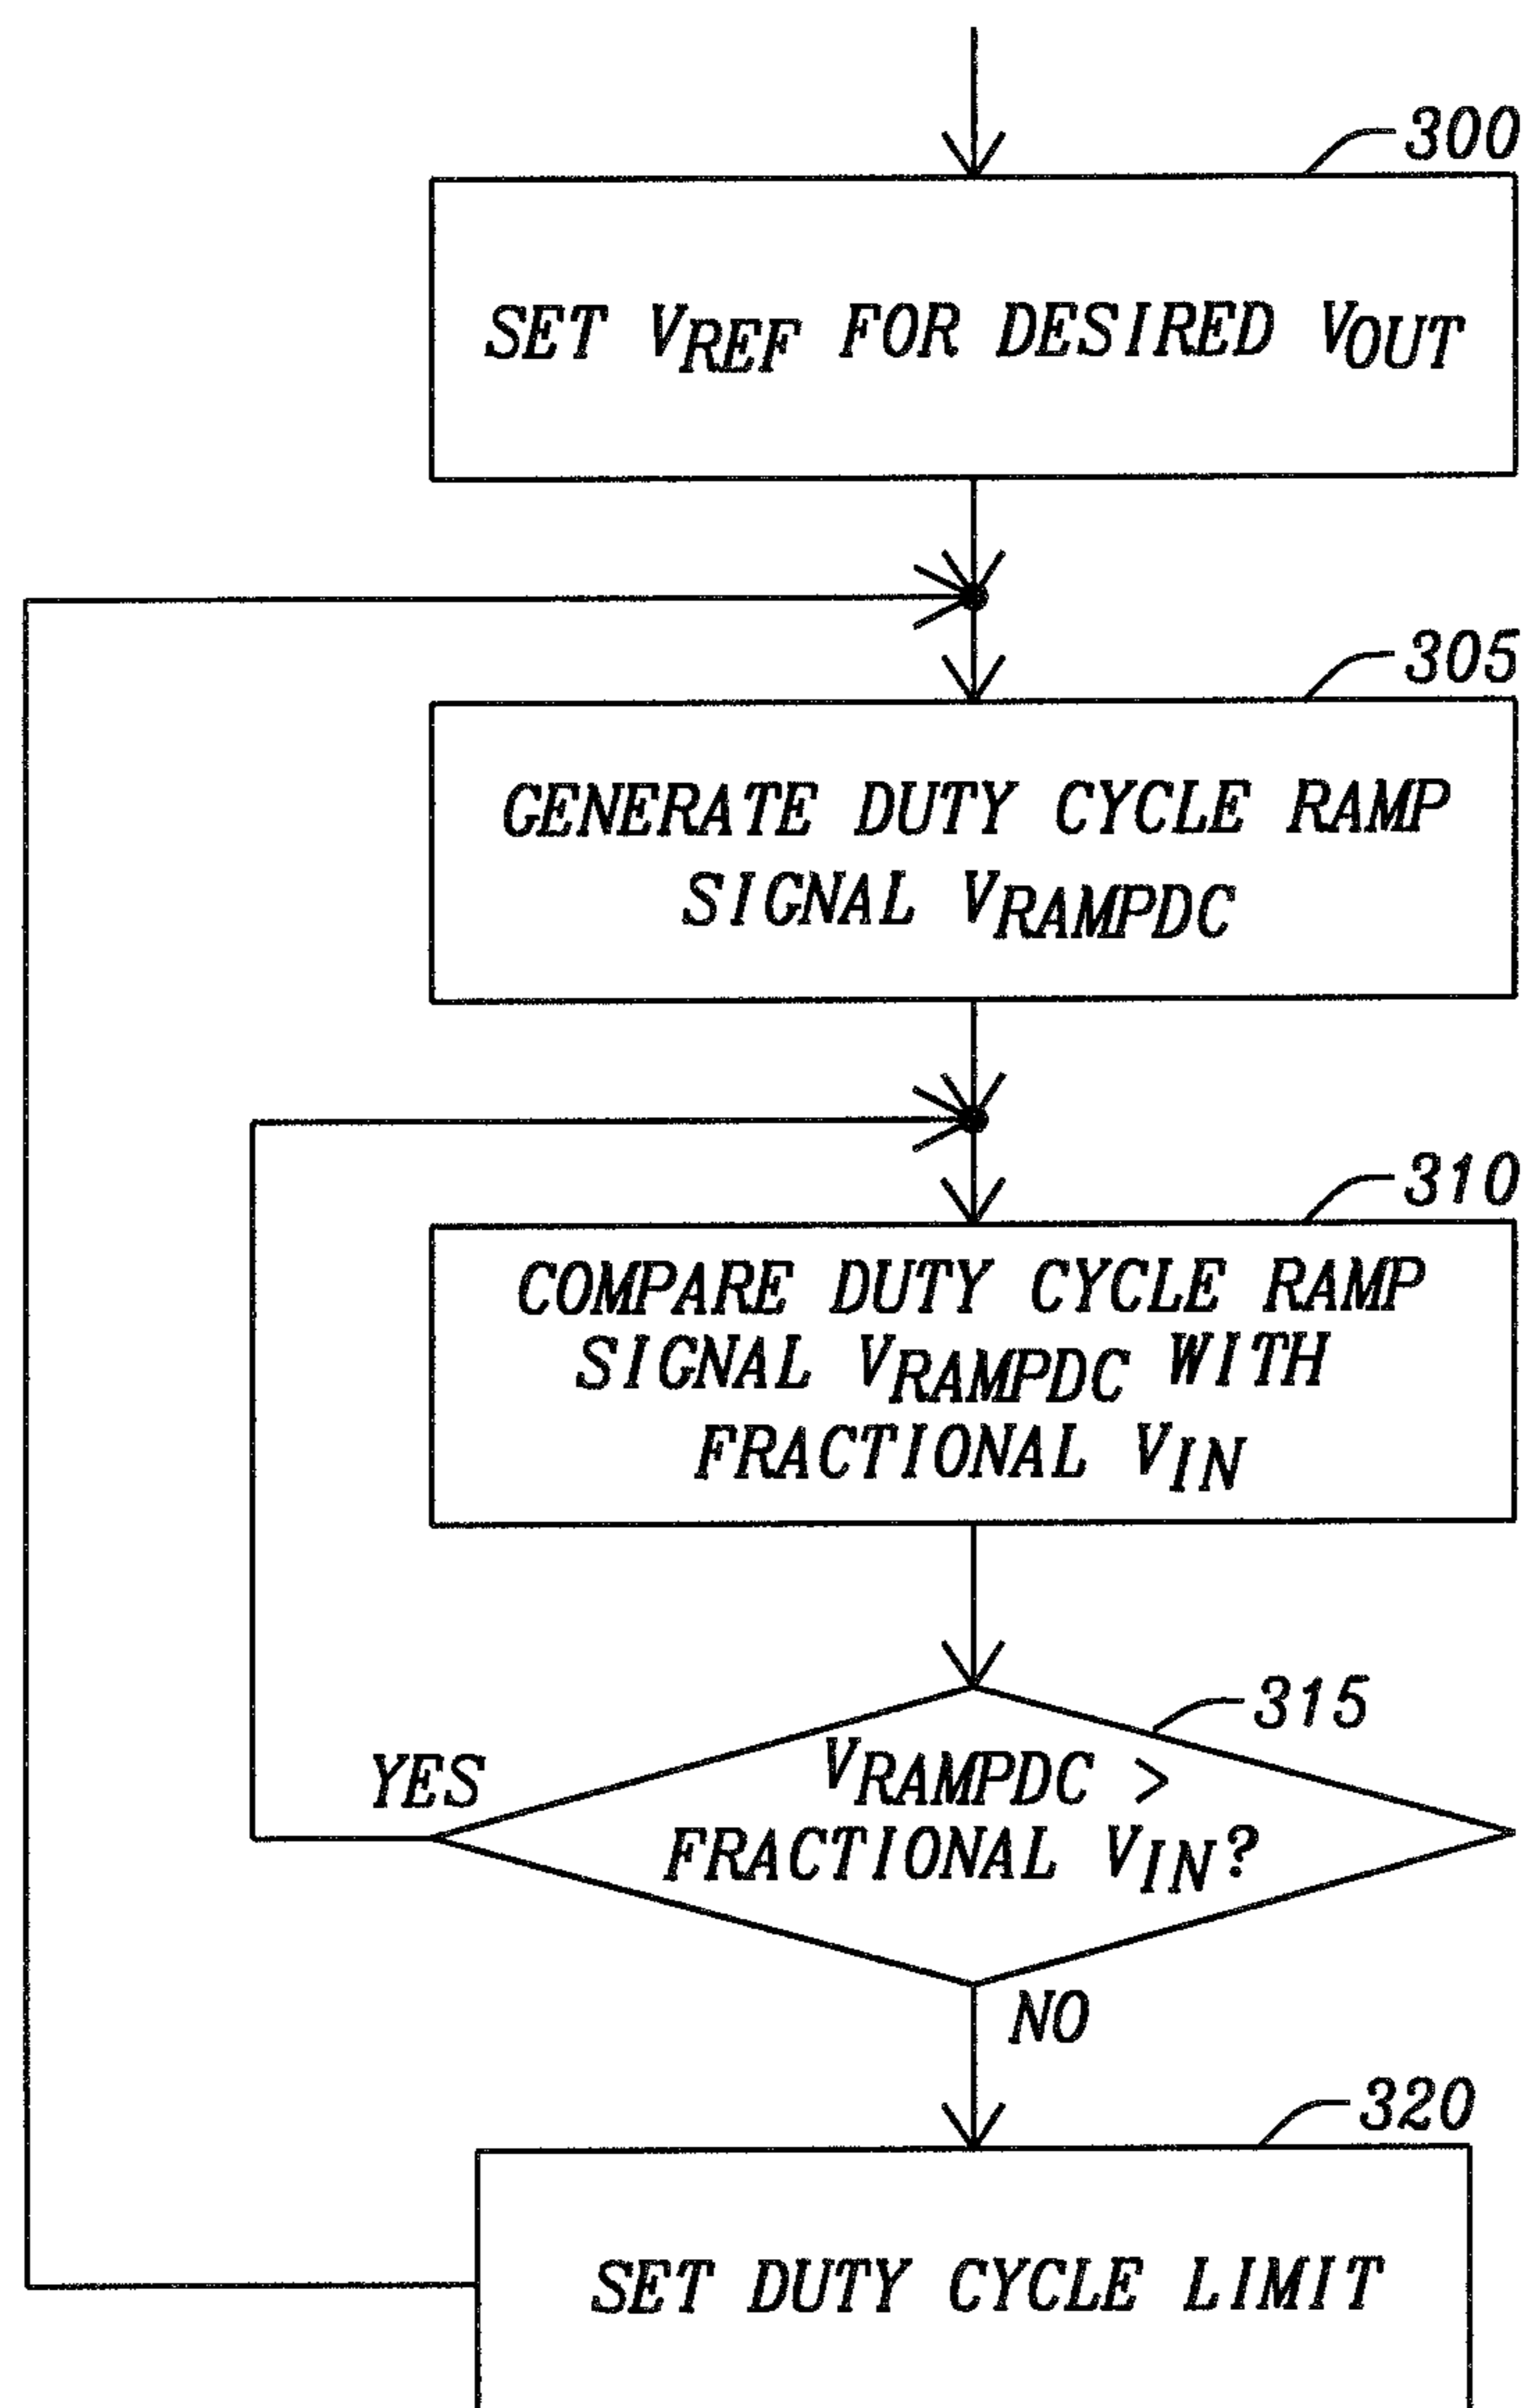 300
SET VREF FOR DESIRED VOUT
305
GENERATE DUTY CYCLE RAMP
SIGNAL VRAMPDC
310
COMPARE DUTY CYCLE RAMP
SIGNAL VRAMPDC WITH
FRACTIONAL VIN
315
VRAMPDC >
FRACTIONAL VIN?
YES
NO
320
SET DUTY CYCLE LIMIT